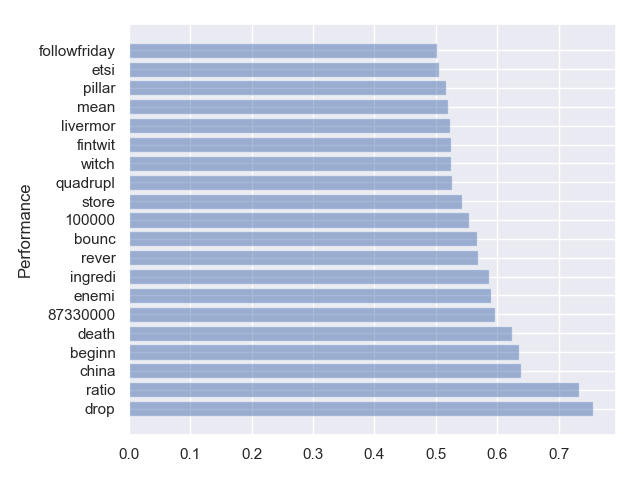 followfriday
etsi
pillar
mean
livermor
fintwit
witch
quadrupl
store
100000
bounc
rever
ingredi
enemi
87330000
death
beginn
china
ratio
drop
Performance
0.0 0.1 0.2 0.3 0.4 0.5 0.6 0.7